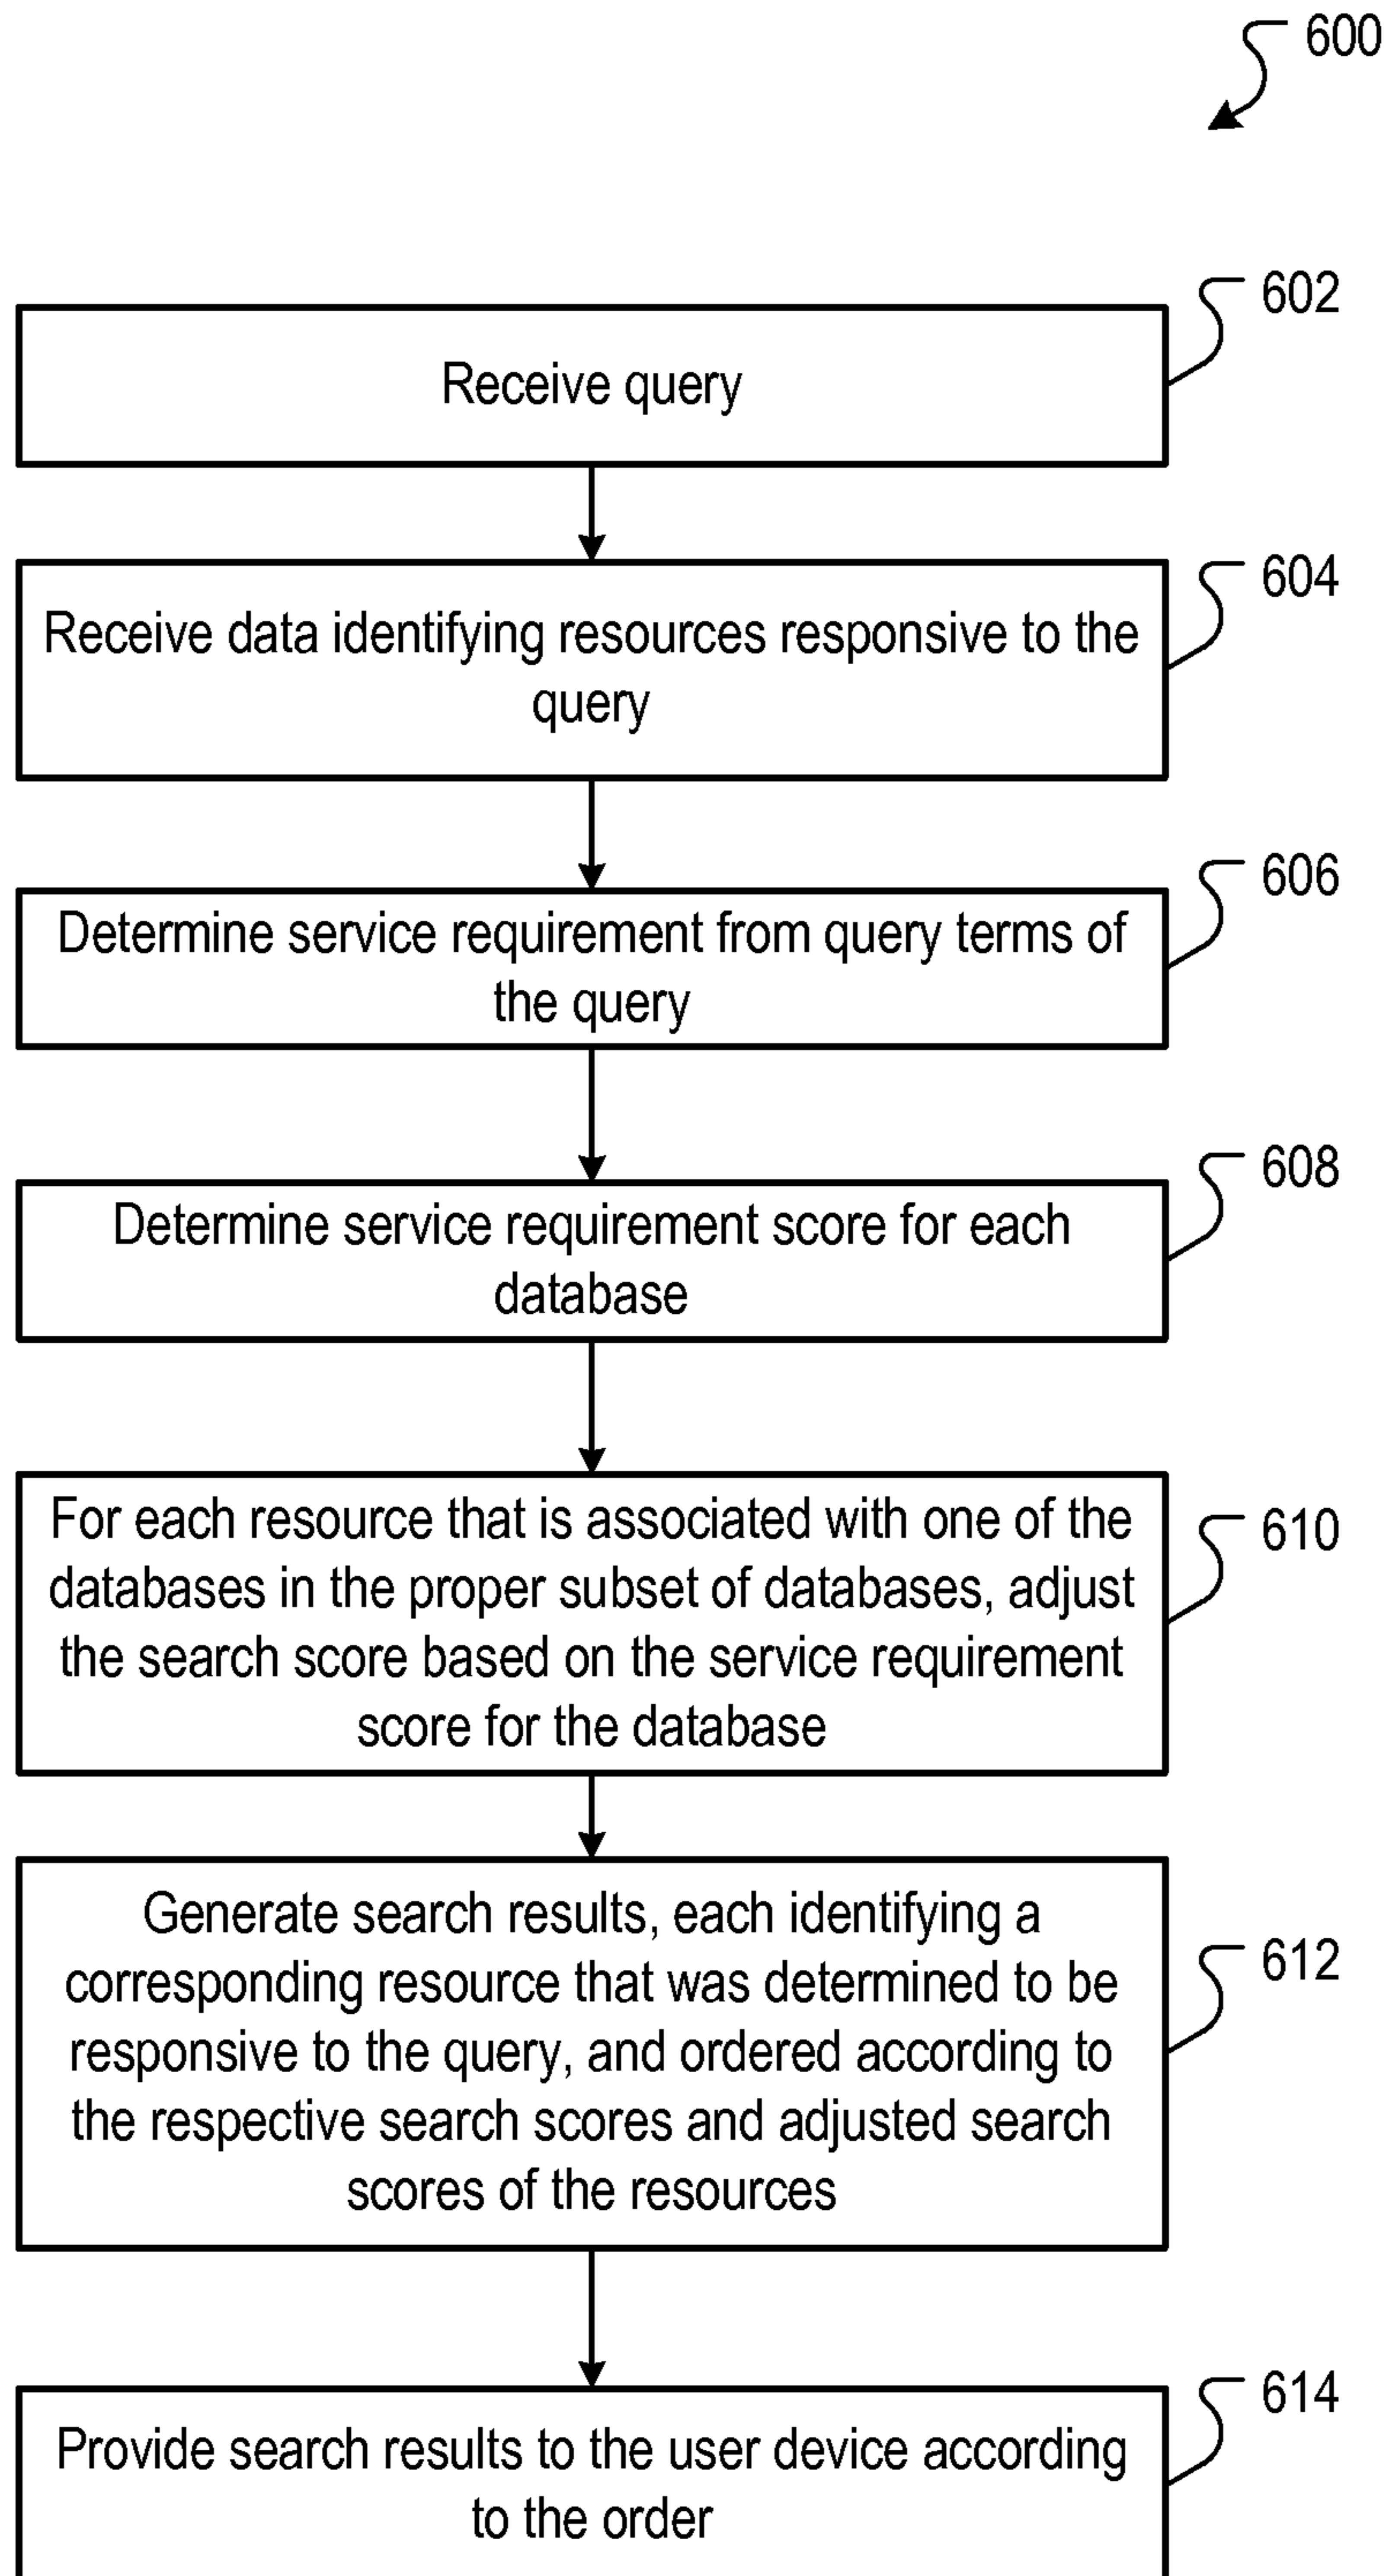 600
602
Receive query
604
Receive data identifying resources responsive to the
query
606
Determine service requirement from query terms of
the query
608
Determine service requirement score for each
database
610
For each resource that is associated with one of the
databases in the proper subset of databases, adjust
the search score based on the service requirement
score for the database
612
Generate search results, each identifying a
corresponding resource that was determined to be
responsive to the query, and ordered according to
the respective search scores and adjusted search
scores of the resources
614
Provide search results to the user device according
to the order